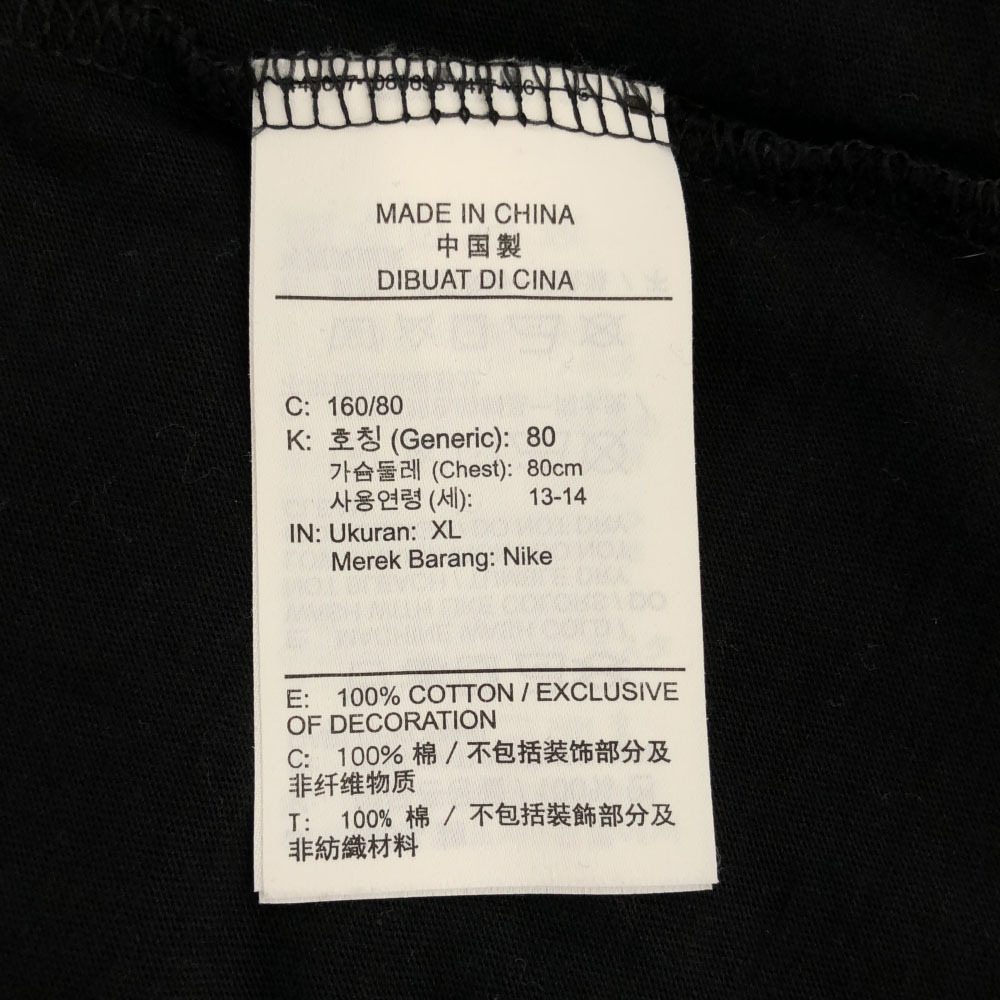 MADE IN CHINA
中国製
DIBUAT DI CINA
C: 160/80
K: 호칭 (Generic): 80
가슴둘레 (Chest): 80cm
사용연령 (세): 13-14
IN: Ukuran: XL
Merek Barang: Nike
E: 100% COTTON / EXCLUSIVE
OF DECORATION
C: 100% 棉 / 不包括装饰部分及
非纤维物质
T: 100% 棉 / 不包括裝飾部分及
非紡織材料